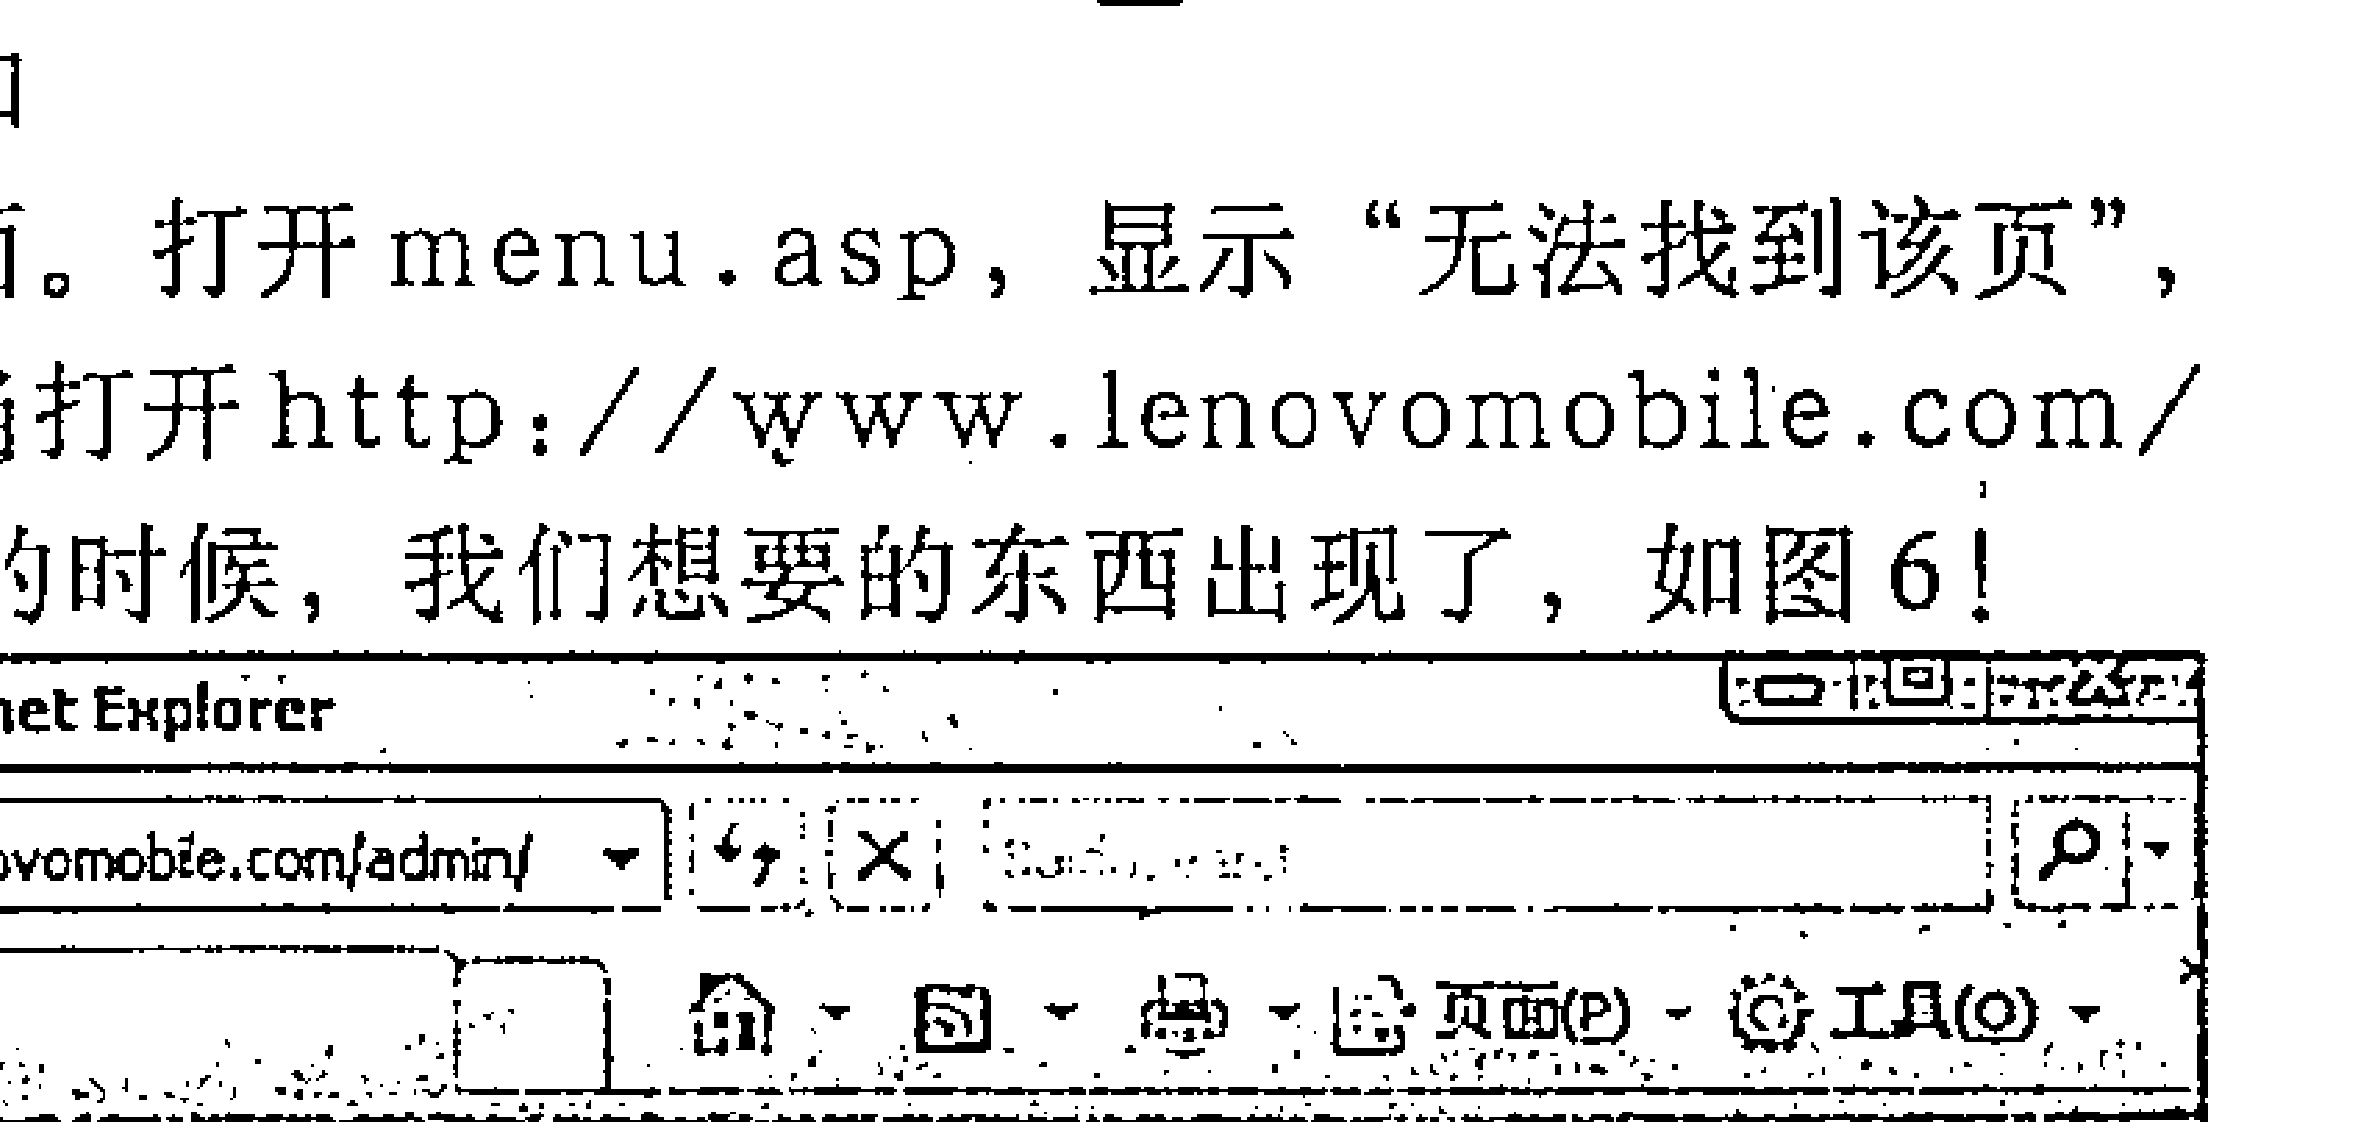 。打开menu.asp，显示“无法找到该页”，
打开http://www.lenovomobile.com/
的时候，我们想要的东西出现了，如图6！
net Explorer
ovomobile.com/admin/
页面(P) 工具(O)